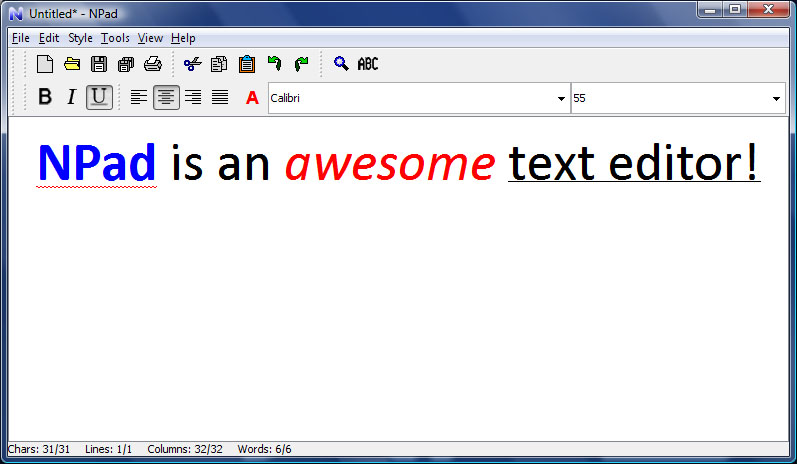 Untitled* - NPad
File Edit Style Tools View Help
ABC
B I U A Calibri 55
NPad is an awesome text editor!
Chars: 31/31 Lines: 1/1 Columns: 32/32 Words: 6/6